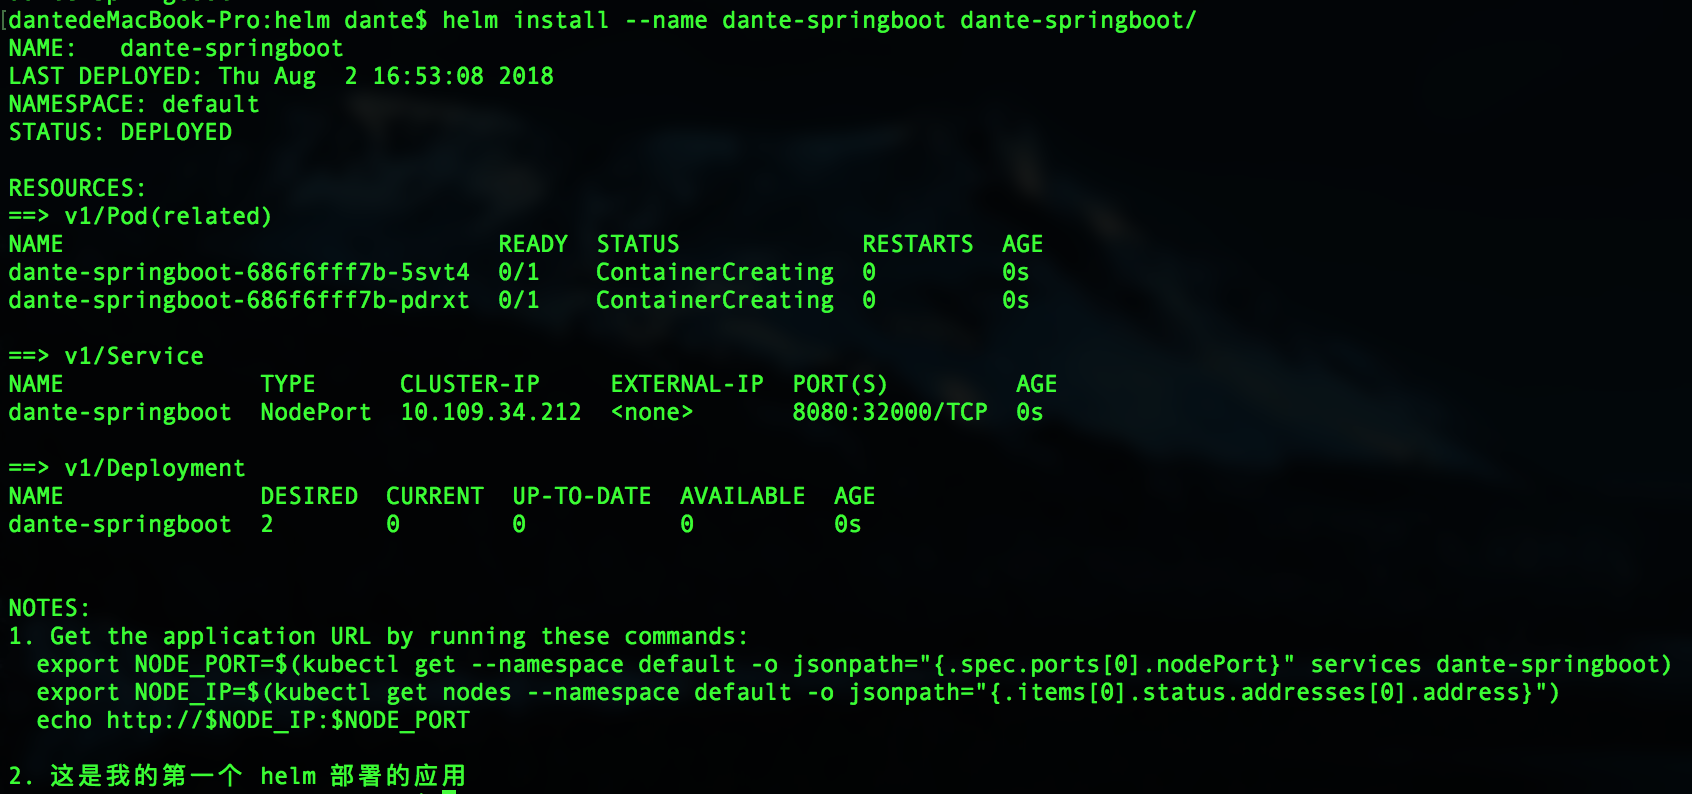 [dantedeMacBook-Pro:helm dante$ helm install --name dante-springboot dante-springboot/
NAME:   dante-springboot
LAST DEPLOYED: Thu Aug  2 16:53:08 2018
NAMESPACE: default
STATUS: DEPLOYED
RESOURCES:
==> v1/Pod(related)
NAME                               READY  STATUS             RESTARTS  AGE
dante-springboot-686f6fff7b-5svt4  0/1    ContainerCreating  0         0s
dante-springboot-686f6fff7b-pdrxt  0/1    ContainerCreating  0         0s
==> v1/Service
NAME              TYPE      CLUSTER-IP     EXTERNAL-IP  PORT(S)         AGE
dante-springboot  NodePort  10.109.34.212  <none>       8080:32000/TCP  0s
==> v1/Deployment
NAME              DESIRED  CURRENT  UP-TO-DATE  AVAILABLE  AGE
dante-springboot  2        0        0           0          0s
NOTES:
1. Get the application URL by running these commands:
  export NODE_PORT=$(kubectl get --namespace default -o jsonpath="{.spec.ports[0].nodePort}" services dante-springboot)
  export NODE_IP=$(kubectl get nodes --namespace default -o jsonpath="{.items[0].status.addresses[0].address}")
  echo http://$NODE_IP:$NODE_PORT
2. 这是我的第一个 helm 部署的应用